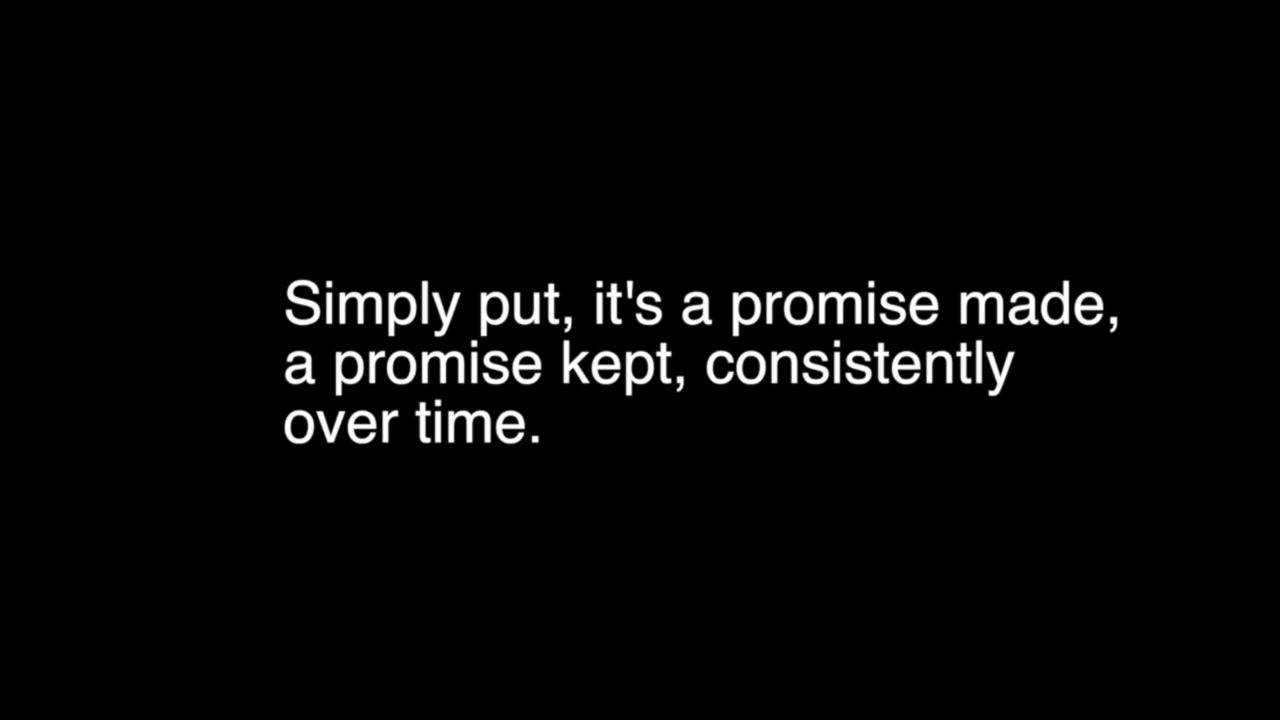 Simply put, it's a promise made,
a promise kept, consistently
over time.